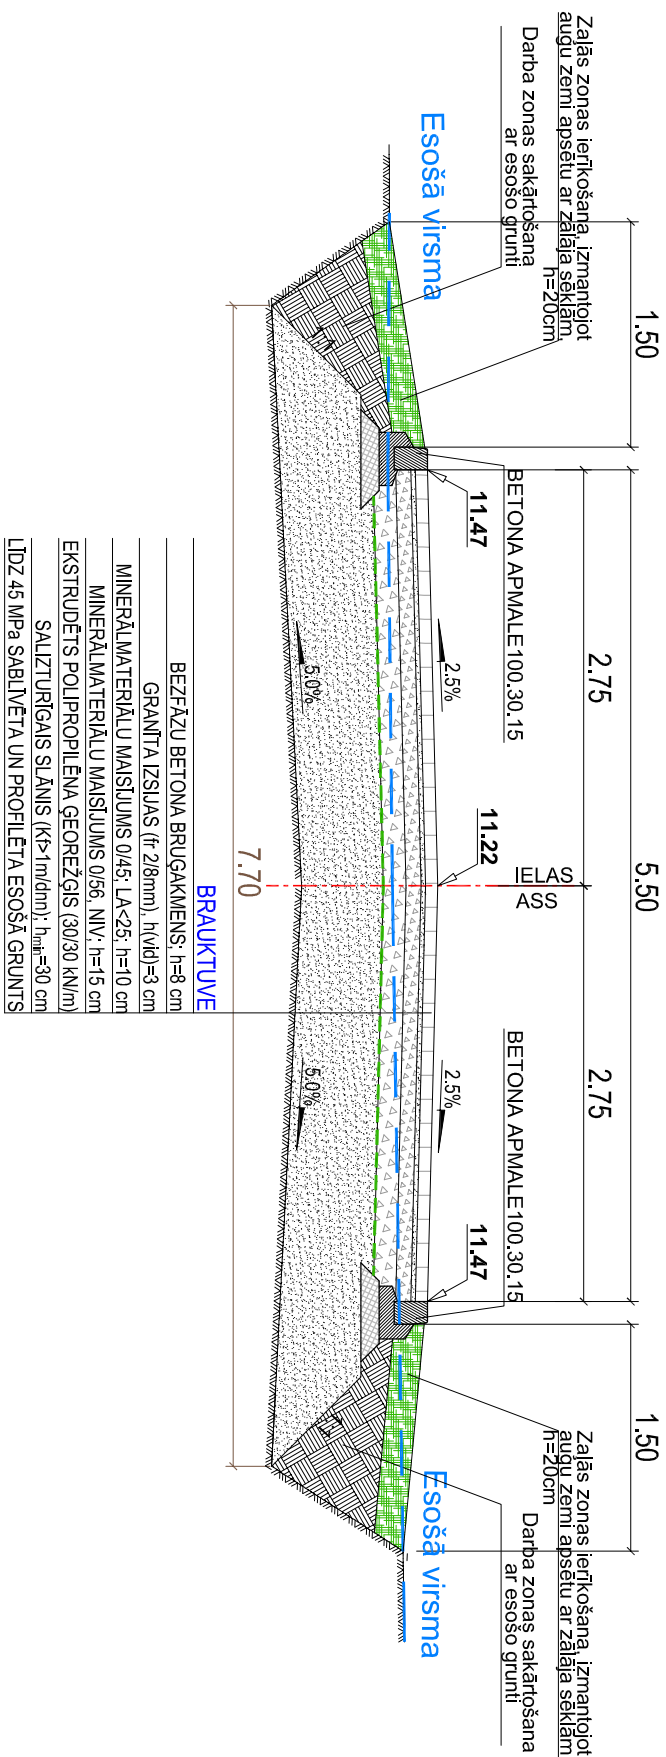 Zaļās zonas ierīkošana, izmantojot
augu zemi apsētu ar zālāja sēklām,
h=20cm
Darba zonas sakārtošana
ar esošo grunti
Esošā virsma
1.50
5.50
1.50
2.75
2.75
BETONA APMALE100.30.15
11.47
2.5%
11.22
IELAS
ASS
2.5%
BETONA APMALE100.30.15
11.47
Zaļās zonas ierīkošana, izmantojot
augu zemi apsētu ar zālāja sēklām,
h=20cm
Darba zonas sakārtošana
ar esošo grunti
Esošā virsma
5.0%
5.0%
7.70
BRAUKTUVE
BEZFĀZU BETONA BRUĢAKMENS; h=8 cm
GRANĪTA IZSIJAS (fr 2/8mm), h(vid)=3 cm
MINERĀLMATERIĀLU MAISĪJUMS 0/45; LA<25; h=10 cm
MINERĀLMATERIĀLU MAISĪJUMS 0/56, NIV; h=15 cm
EKSTRUDĒTS POLIPROPILĒNA ĢEOREŽĢIS (30/30 kN/m)
SALIZTURĪGAIS SLĀNIS (Kf>1m/dnn); hmin=30 cm
LĪDZ 45 MPa SABLĪVĒTA UN PROFILĒTA ESOŠĀ GRUNTS